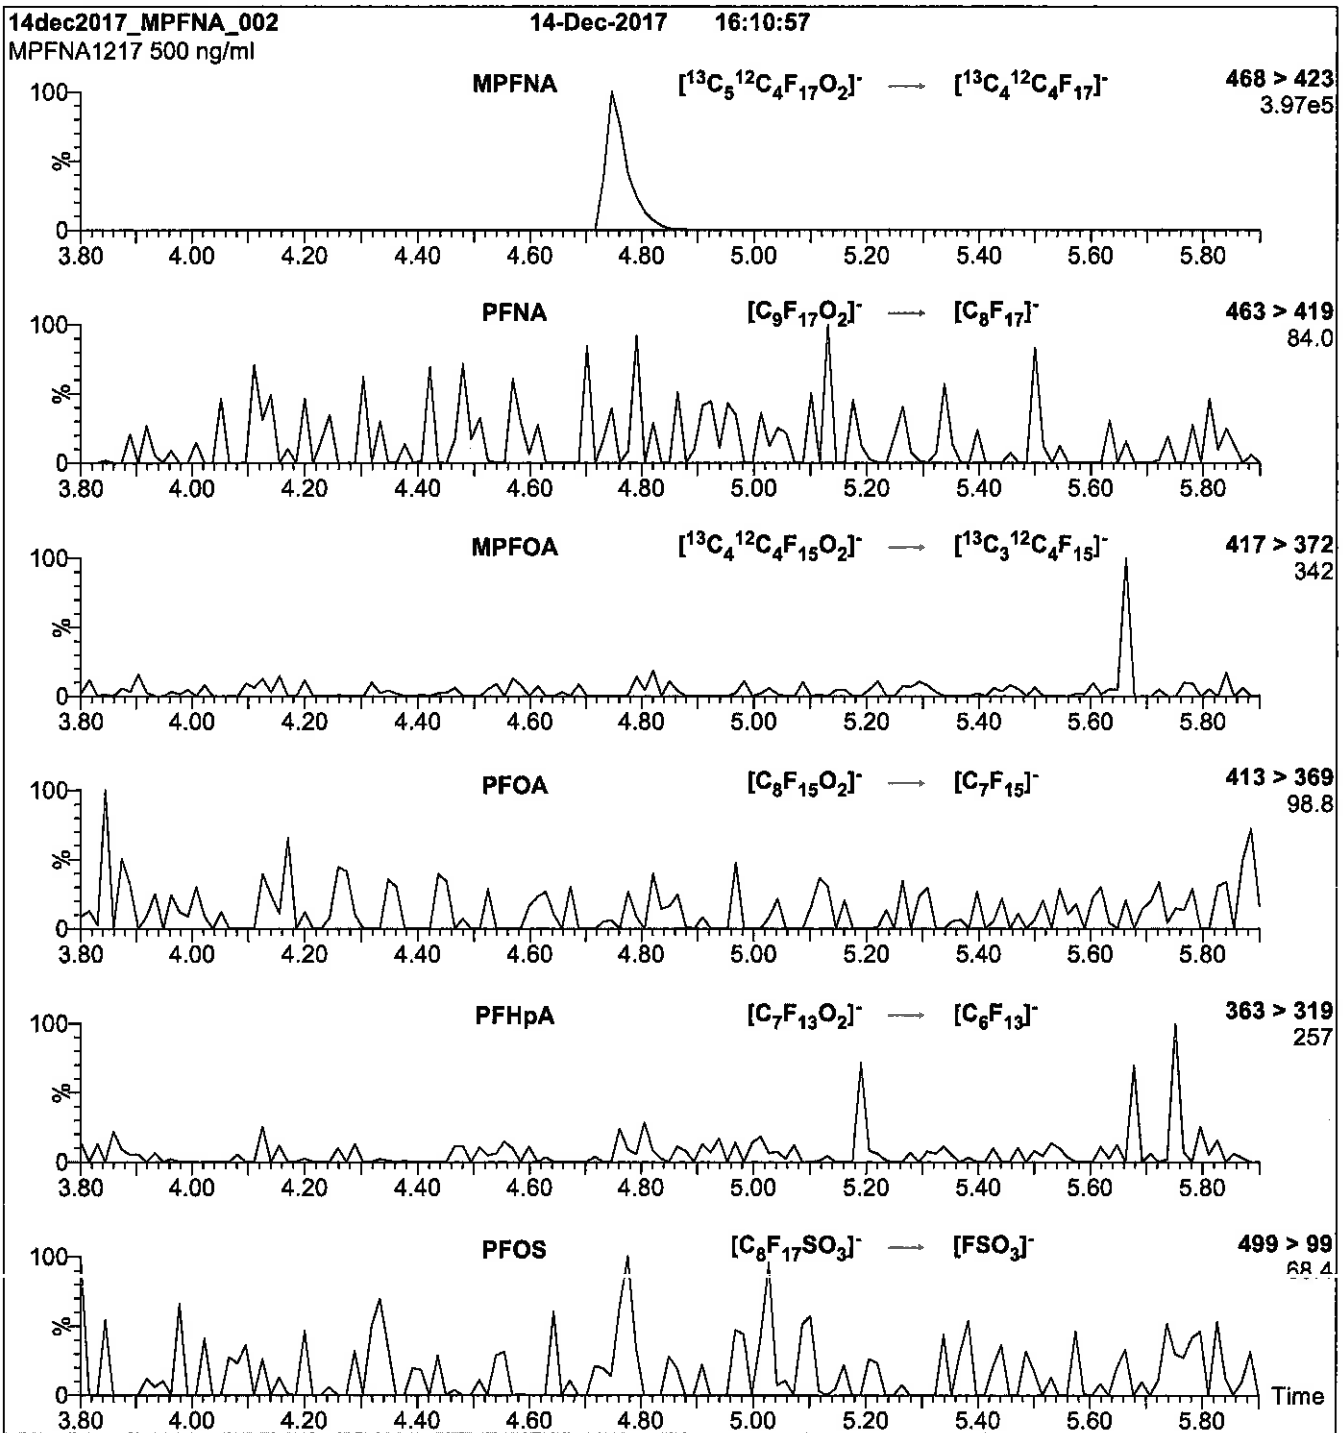 14dec2017_MPFNA_002 14-Dec-2017 16:10:57
MPFNA1217 500 ng/ml
MPFNA [¹³C₅¹²C₄F₁₇O₂]⁻ → [¹³C₄¹²C₄F₁₇]⁻ 468 > 423
3.97e5
100
%
0
3.80 4.00 4.20 4.40 4.60 4.80 5.00 5.20 5.40 5.60 5.80
PFNA [C₉F₁₇O₂]⁻ → [C₈F₁₇]⁻ 463 > 419
84.0
100
%
0
3.80 4.00 4.20 4.40 4.60 4.80 5.00 5.20 5.40 5.60 5.80
MPFOA [¹³C₄¹²C₄F₁₅O₂]⁻ → [¹³C₃¹²C₄F₁₅]⁻ 417 > 372
342
100
%
0
3.80 4.00 4.20 4.40 4.60 4.80 5.00 5.20 5.40 5.60 5.80
PFOA [C₈F₁₅O₂]⁻ → [C₇F₁₅]⁻ 413 > 369
98.8
100
%
0
3.80 4.00 4.20 4.40 4.60 4.80 5.00 5.20 5.40 5.60 5.80
PFHpA [C₇F₁₃O₂]⁻ → [C₆F₁₃]⁻ 363 > 319
257
100
%
0
3.80 4.00 4.20 4.40 4.60 4.80 5.00 5.20 5.40 5.60 5.80
PFOS [C₈F₁₇SO₃]⁻ → [FSO₃]⁻ 499 > 99
68.4
100
%
0
Time
3.80 4.00 4.20 4.40 4.60 4.80 5.00 5.20 5.40 5.60 5.80